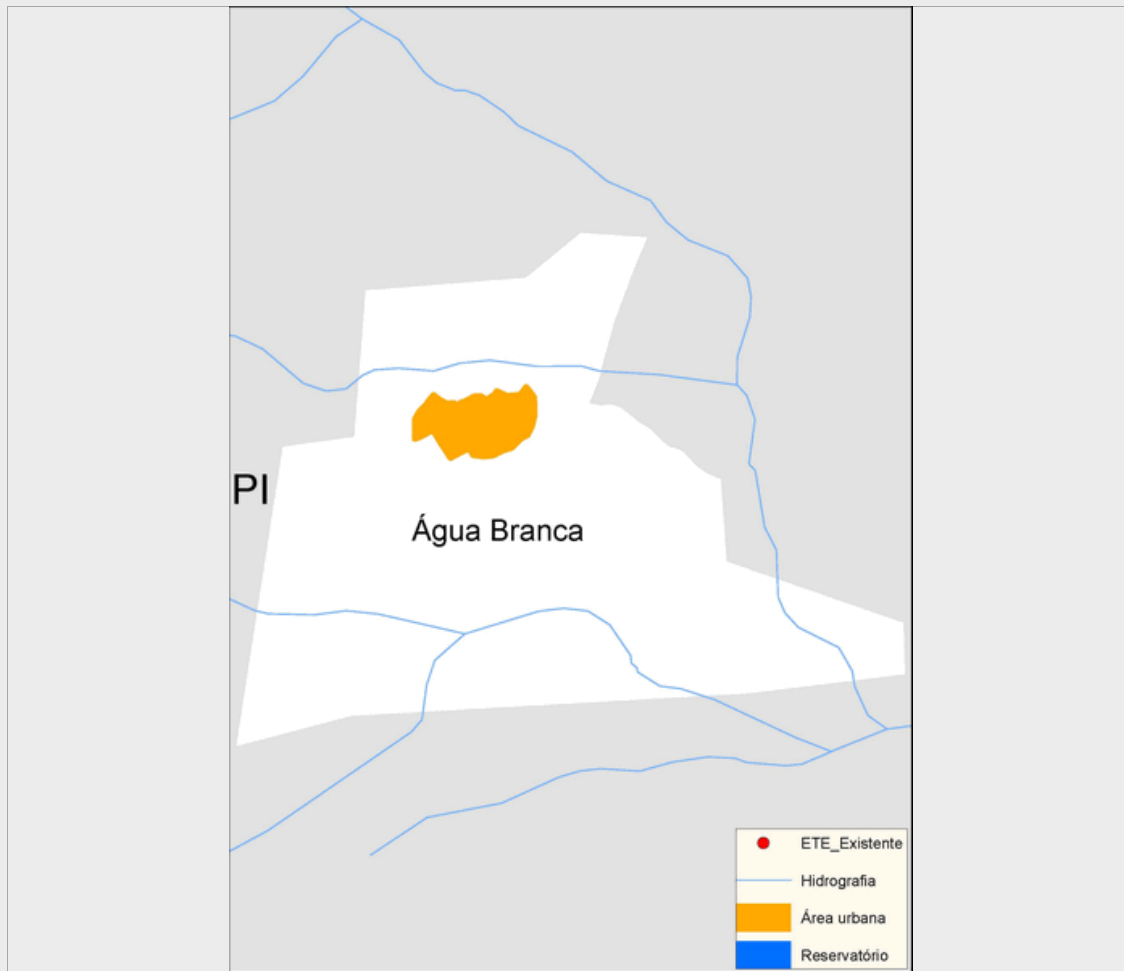 PI
Água Branca
ETE_Existente
Hidrografia
Área urbana
Reservatório